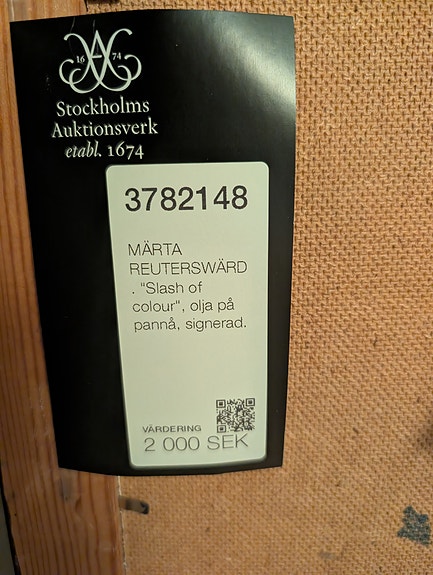 16 74
Stockholms
Auktionsverk
etabl. 1674
3782148
MÄRTA
REUTERSWÄRD
. "Slash of
colour", olja på
pannå, signerad.
VÄRDERING
2 000 SEK